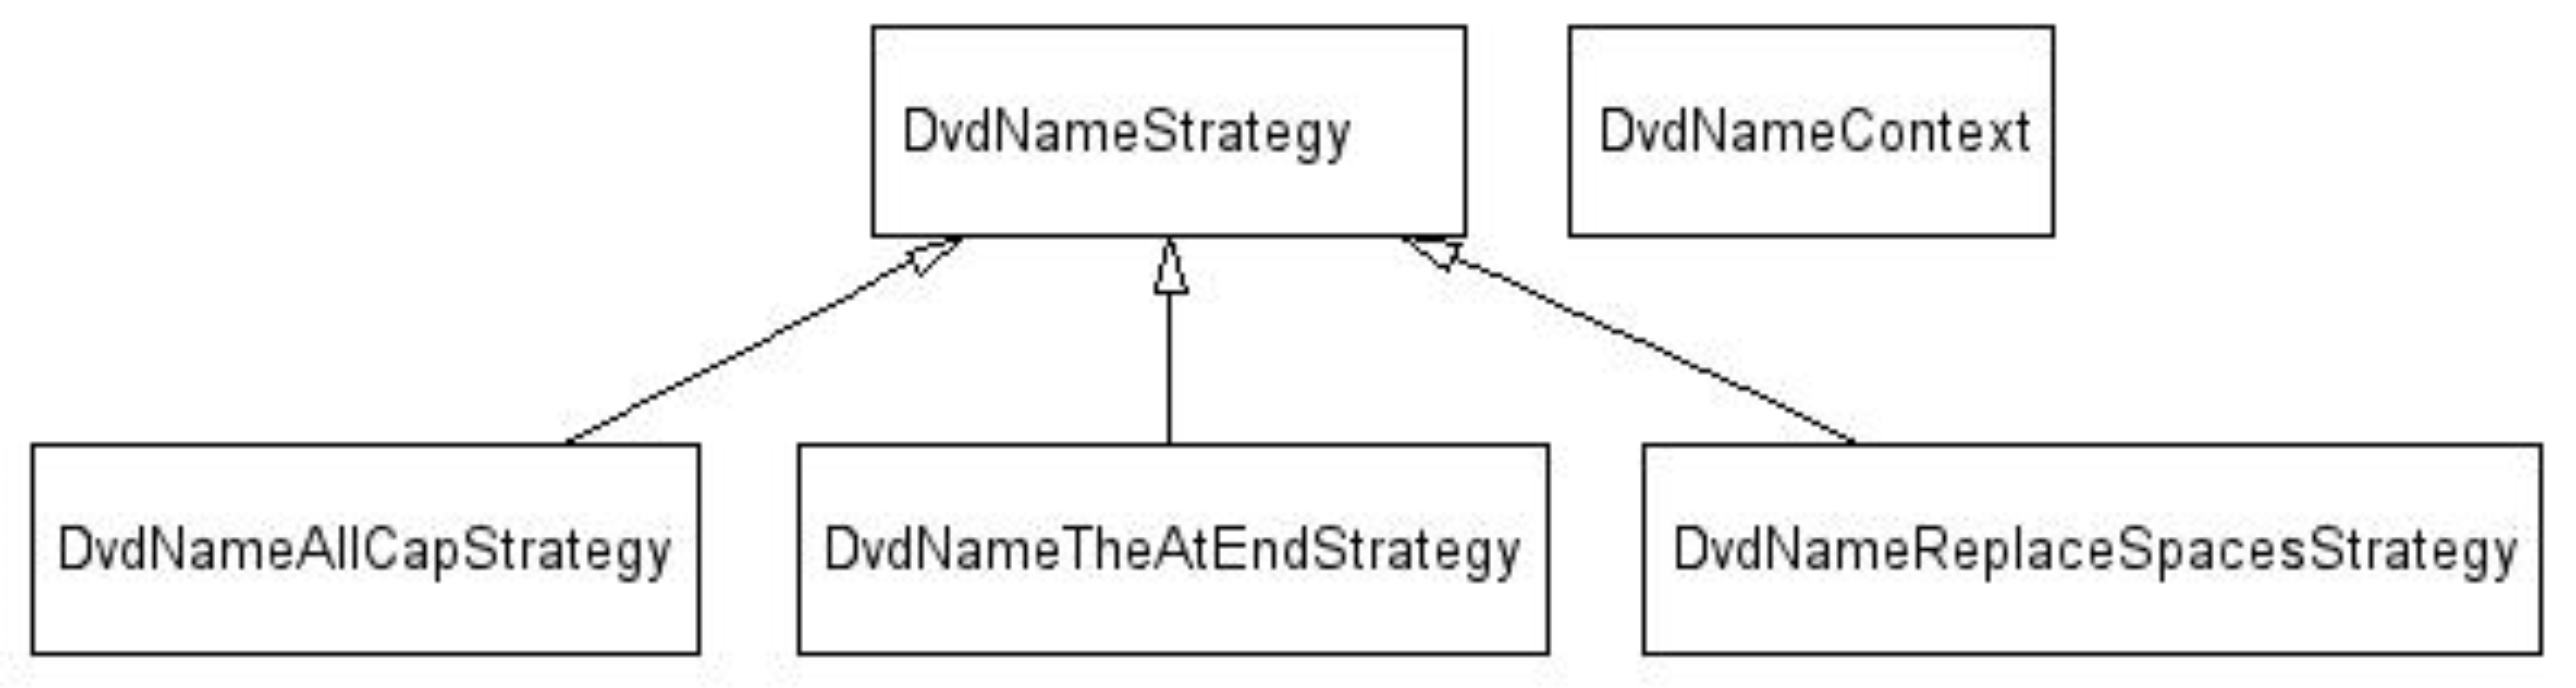 DvdNameStrategy
DvdNameContext
DvdNameAllCapStrategy
DvdNameTheAtEndStrategy
DvdNameReplaceSpacesStrategy